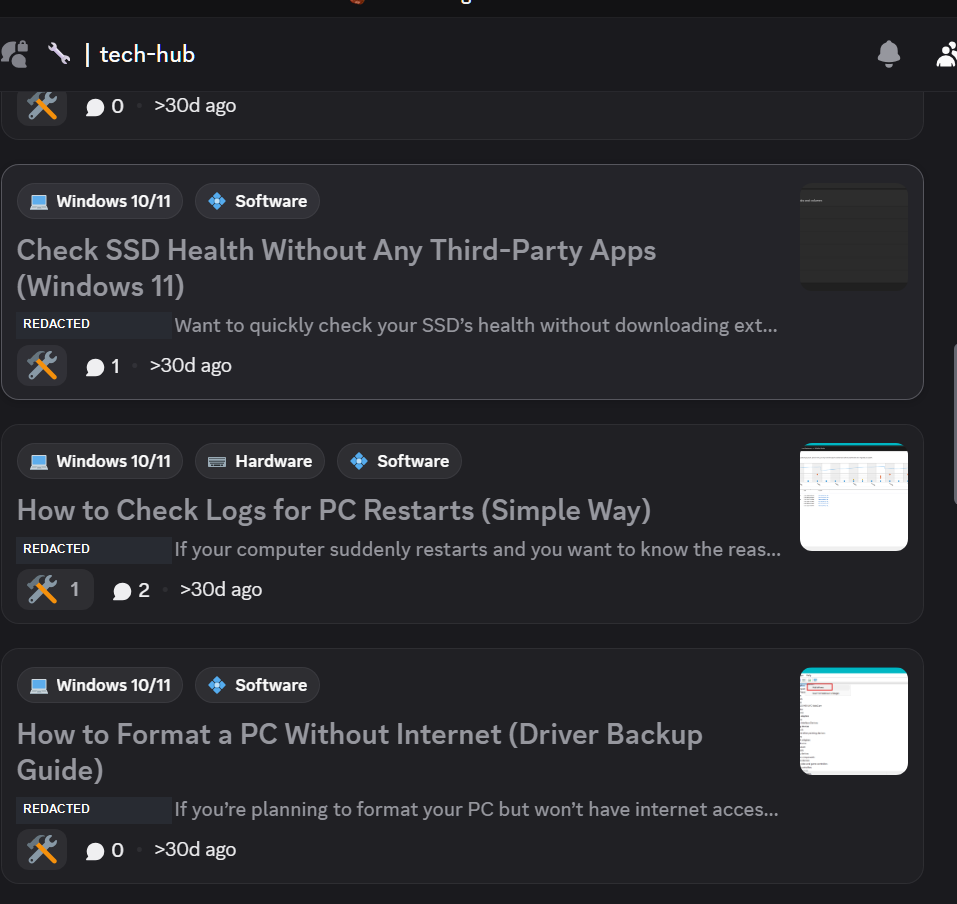 | tech-hub
0 >30d ago
Windows 10/11 Software
Check SSD Health Without Any Third-Party Apps
(Windows 11)
REDACTED Want to quickly check your SSD’s health without downloading ext...
1 >30d ago
Windows 10/11 Hardware Software
How to Check Logs for PC Restarts (Simple Way)
REDACTED If your computer suddenly restarts and you want to know the reas...
1 2 >30d ago
Windows 10/11 Software
How to Format a PC Without Internet (Driver Backup
Guide)
REDACTED If you’re planning to format your PC but won’t have internet acces...
0 >30d ago